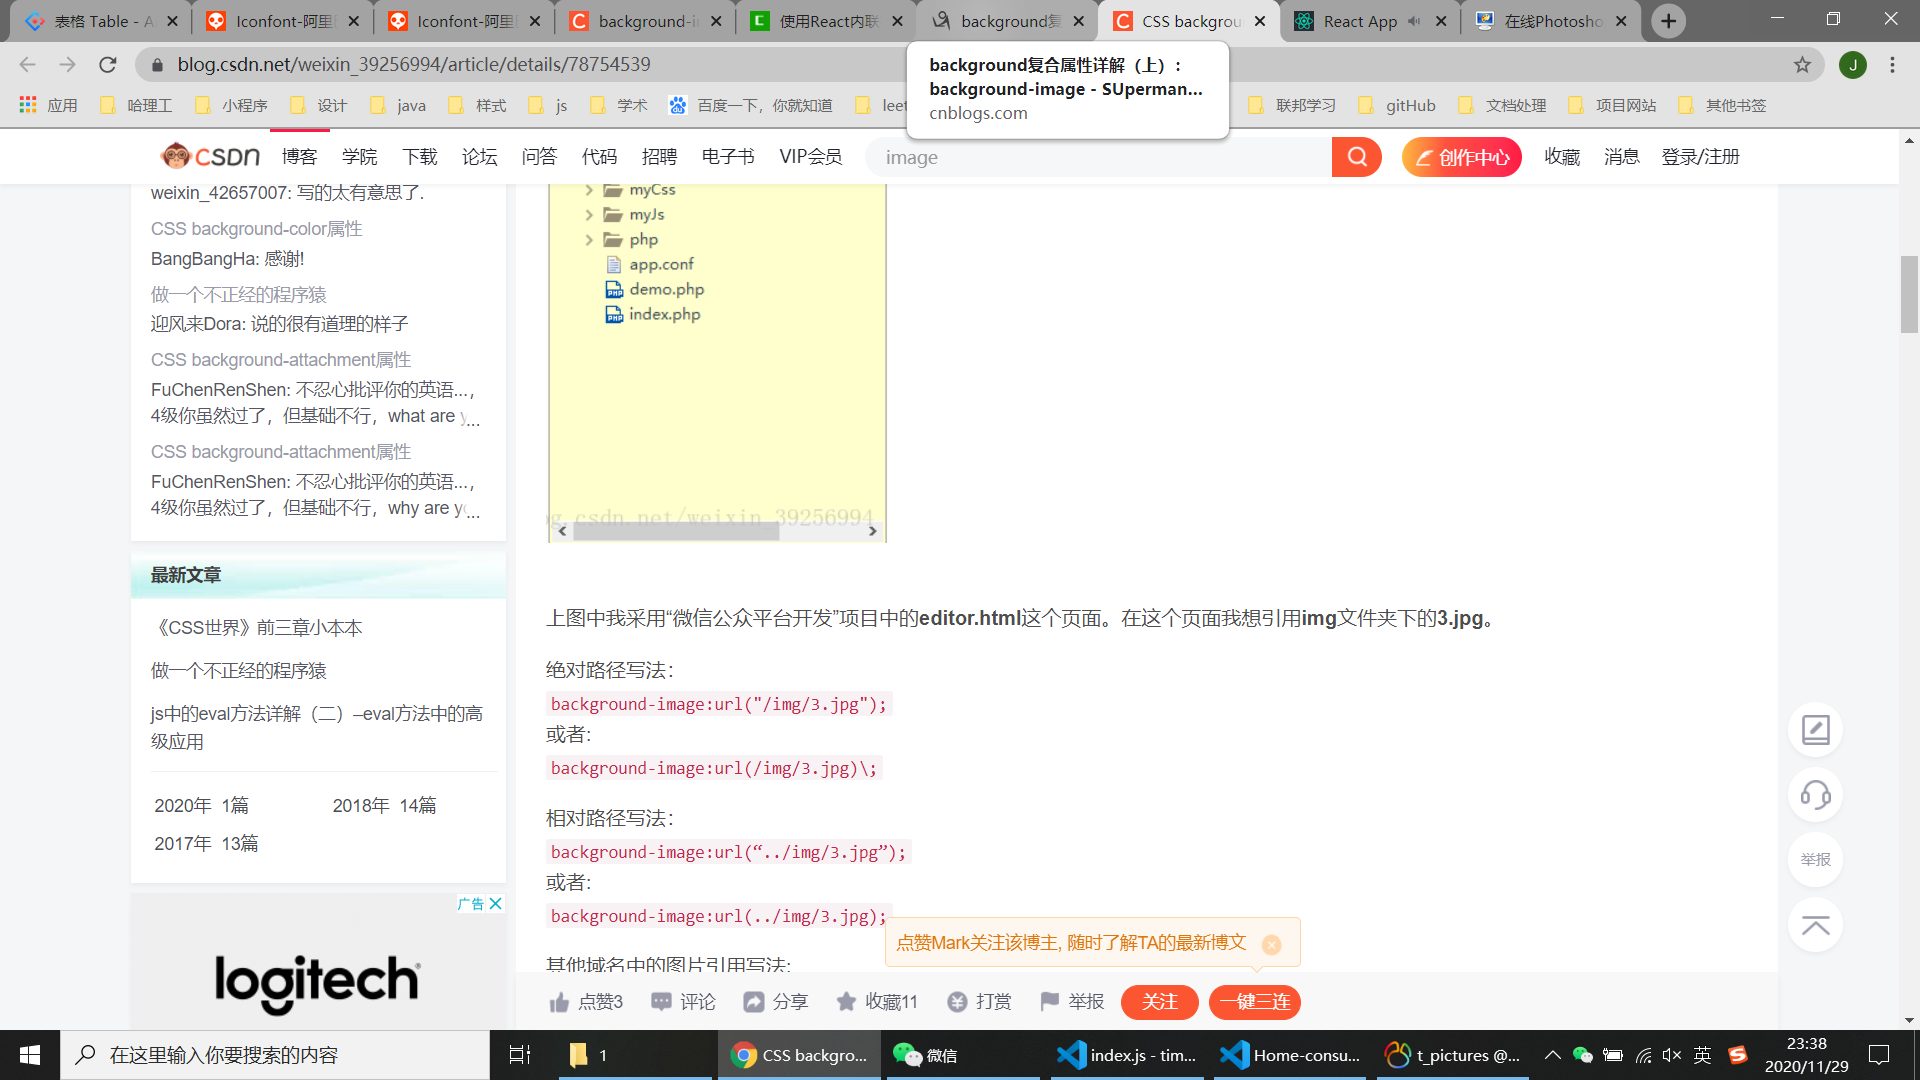 表格 Table - A
Iconfont-阿里
Iconfont-阿里
background-i
使用React内联
background复
CSS backgrou
React App
在线Photosho
blog.csdn.net/weixin_39256994/article/details/78754539
J
background复合属性详解（上）:
background-image - SUperman...
cnblogs.com
应用
哈理工
小程序
设计
java
样式
js
学术
百度一下，你就知道
leet
联邦学习
gitHub
文档处理
项目网站
其他书签
CSDN
博客
学院
下载
论坛
问答
代码
招聘
电子书
VIP会员
image
创作中心
收藏
消息
登录/注册
weixin_42657007: 写的太有意思了.
CSS background-color属性
BangBangHa: 感谢!
做一个不正经的程序猿
迎风来Dora: 说的很有道理的样子
CSS background-attachment属性
FuChenRenShen: 不忍心批评你的英语...，
4级你虽然过了，但基础不行，what are y...
CSS background-attachment属性
FuChenRenShen: 不忍心批评你的英语...，
4级你虽然过了，但基础不行，why are yo...
最新文章
《CSS世界》前三章小本本
做一个不正经的程序猿
js中的eval方法详解（二）–eval方法中的高
级应用
2020年 1篇
2018年 14篇
2017年 13篇
广告
logitech
myCss
myJs
php
app.conf
demo.php
index.php
og.csdn.net/weixin_39256994
上图中我采用“微信公众平台开发”项目中的editor.html这个页面。在这个页面我想引用img文件夹下的3.jpg。
绝对路径写法：
background-image:url("/img/3.jpg");
或者:
background-image:url(/img/3.jpg)\;
相对路径写法：
background-image:url(“../img/3.jpg”);
或者:
background-image:url(../img/3.jpg);
其他域名中的图片引用写法:
点赞Mark关注该博主, 随时了解TA的最新博文
点赞3
评论
分享
收藏11
打赏
举报
关注
一键三连
举报
在这里输入你要搜索的内容
1
CSS backgro...
微信
index.js - tim...
Home-consu...
t_pictures @...
英
23:38
2020/11/29